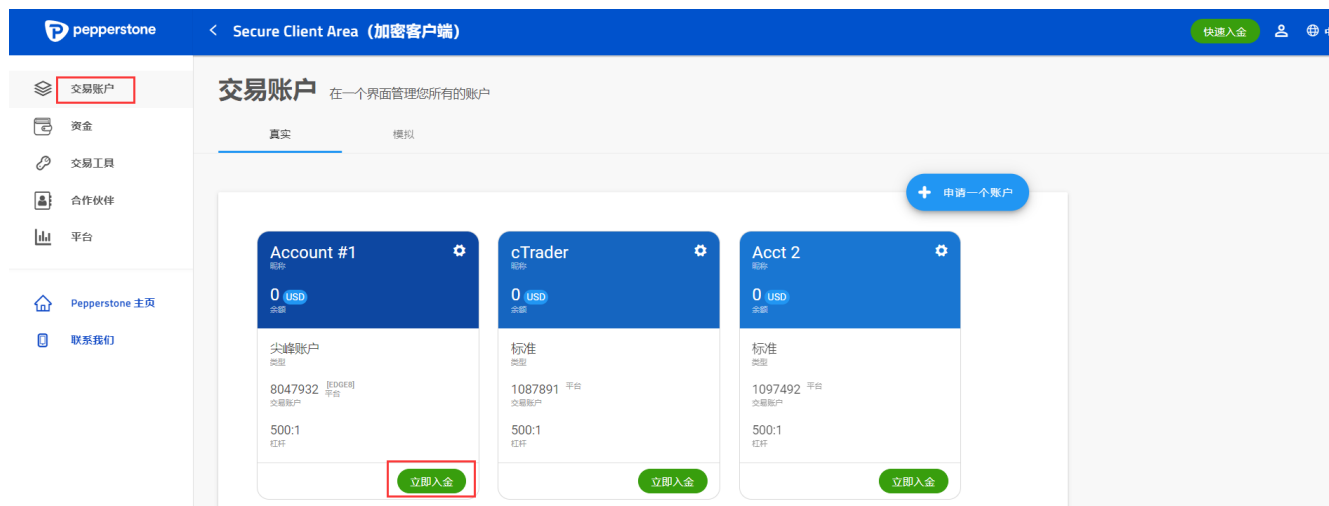 pepperstone
Secure Client Area（加密客户端）
快速入金
交易账户
资金
交易工具
合作伙伴
平台
Pepperstone 主页
联系我们
交易账户 在一个界面管理您所有的账户
真实 模拟
申请一个账户
Account #1
昵称
0 USD
余额
尖峰账户
类型
8047932 [EDGE8] 平台
交易账户
500:1
杠杆
立即入金
cTrader
昵称
0 USD
余额
标准
类型
1087891 平台
交易账户
500:1
杠杆
立即入金
Acct 2
昵称
0 USD
余额
标准
类型
1097492 平台
交易账户
500:1
杠杆
立即入金